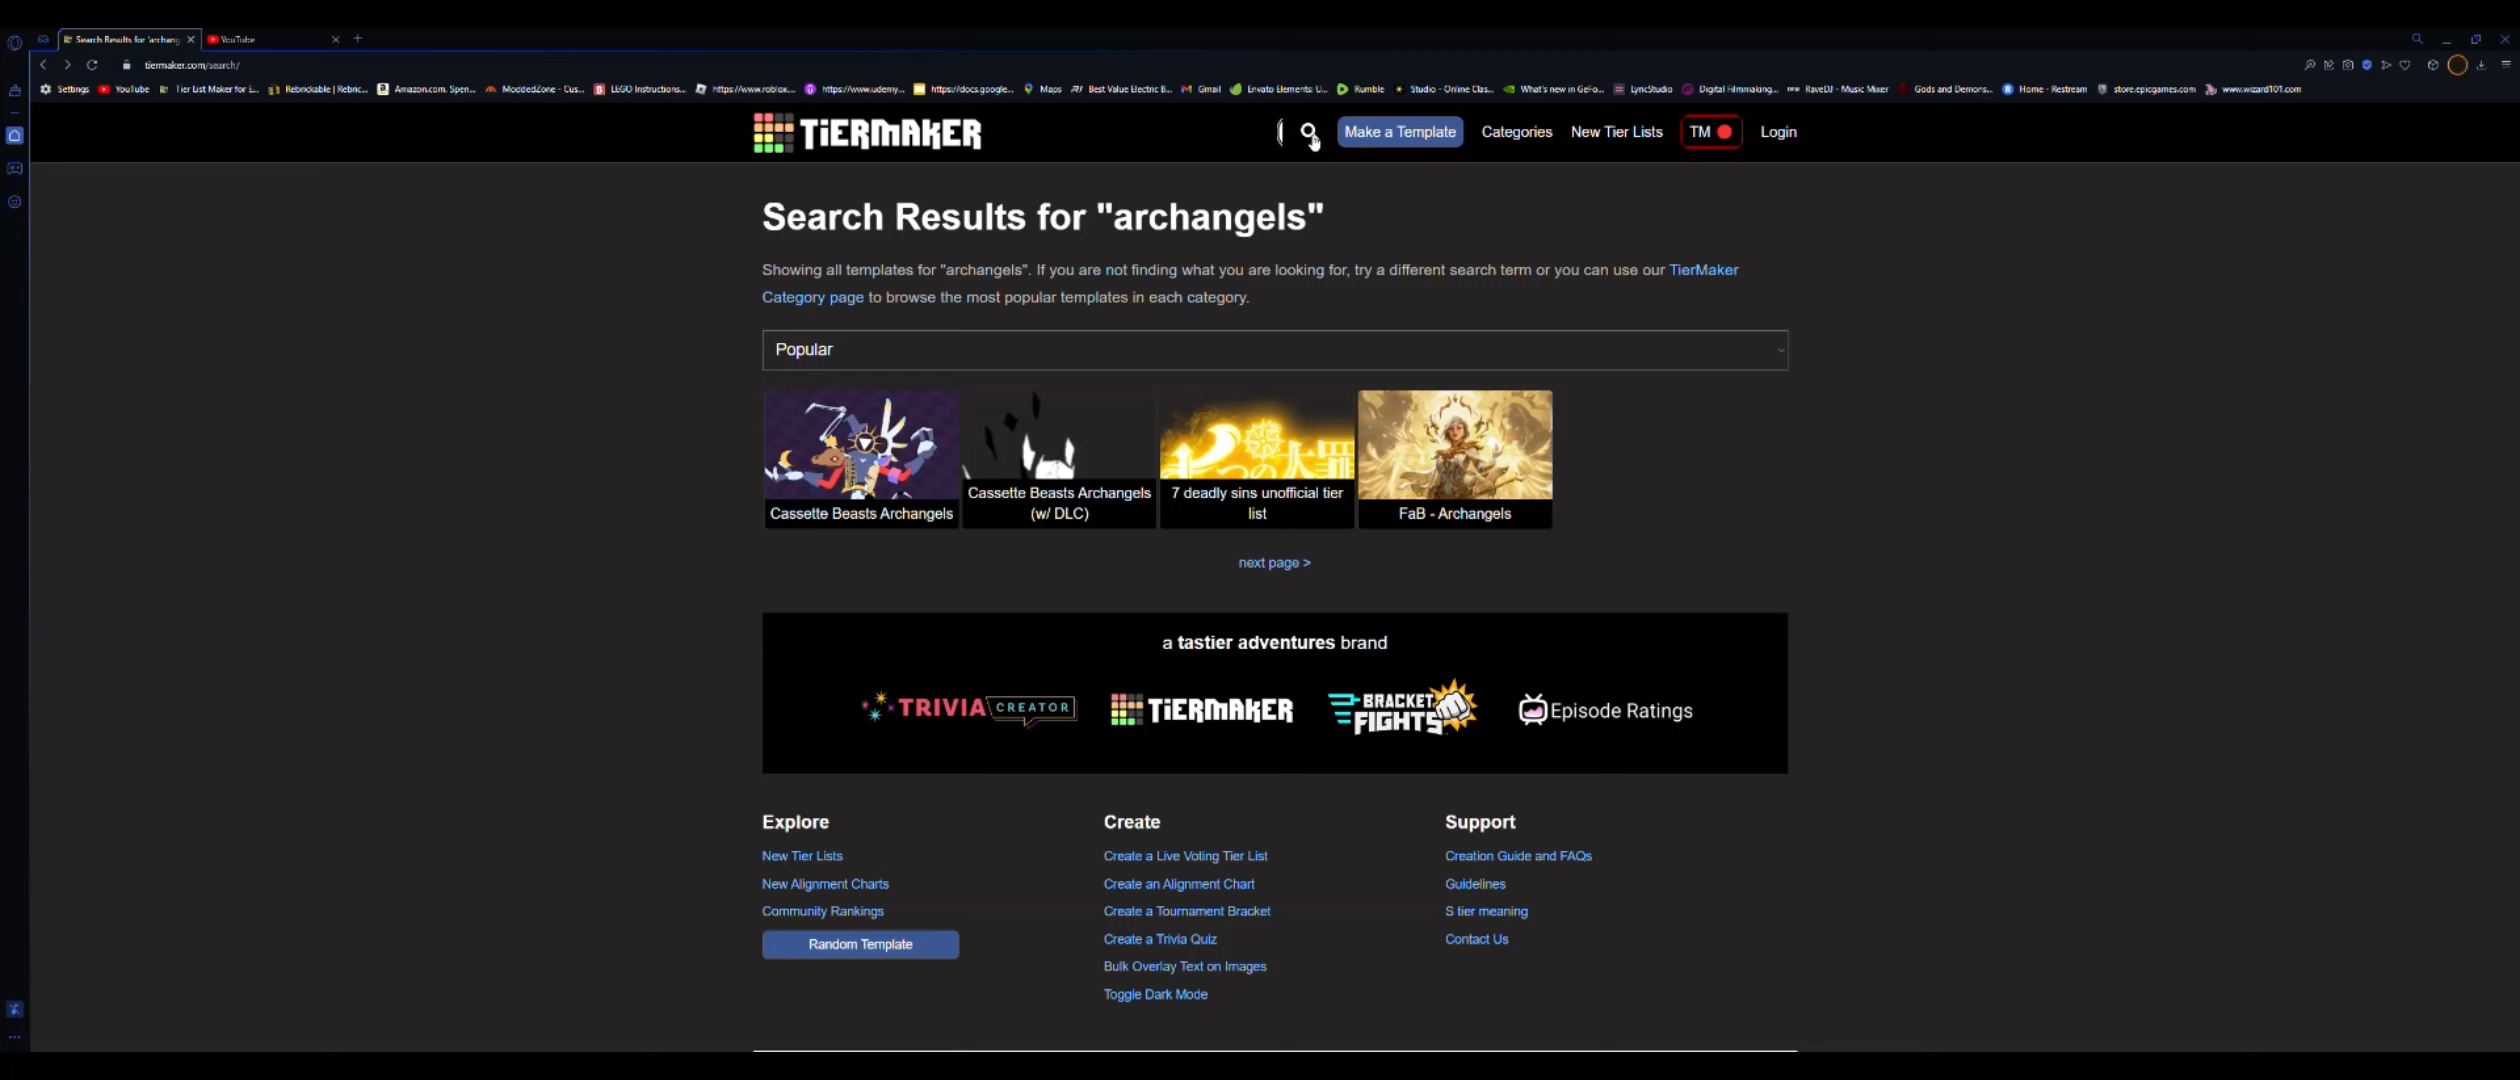 Search Results for 'archang
YouTube
tiermaker.com/search/
Settings
YouTube
Tier List Maker for E...
Rebrickable | Rebric...
Amazon.com. Spen...
ModdedZone - Cus...
LEGO Instructions...
https://www.roblox...
https://www.udemy...
https://docs.google...
Maps
Best Value Electric B...
Gmail
Envato Elements: U...
Rumble
Studio - Online Clas...
What's new in GeFo...
LyricStudio
Digital Filmmaking...
RaveDJ - Music Mixer
Gods and Demons...
Home - Restream
store.epicgames.com
www.wizard101.com
TiERMAKER
Make a Template
Categories
New Tier Lists
TM
Login
Search Results for "archangels"
Showing all templates for "archangels". If you are not finding what you are looking for, try a different search term or you can use our TierMaker
Category page to browse the most popular templates in each category.
Popular
Cassette Beasts Archangels
Cassette Beasts Archangels
(w/ DLC)
七つの大罪
7 deadly sins unofficial tier
list
FaB - Archangels
next page >
a tastier adventures brand
TRIVIA CREATOR
TiERMAKER
BRACKET
FIGHTS
Episode Ratings
Explore
New Tier Lists
New Alignment Charts
Community Rankings
Random Template
Create
Create a Live Voting Tier List
Create an Alignment Chart
Create a Tournament Bracket
Create a Trivia Quiz
Bulk Overlay Text on Images
Toggle Dark Mode
Support
Creation Guide and FAQs
Guidelines
S tier meaning
Contact Us